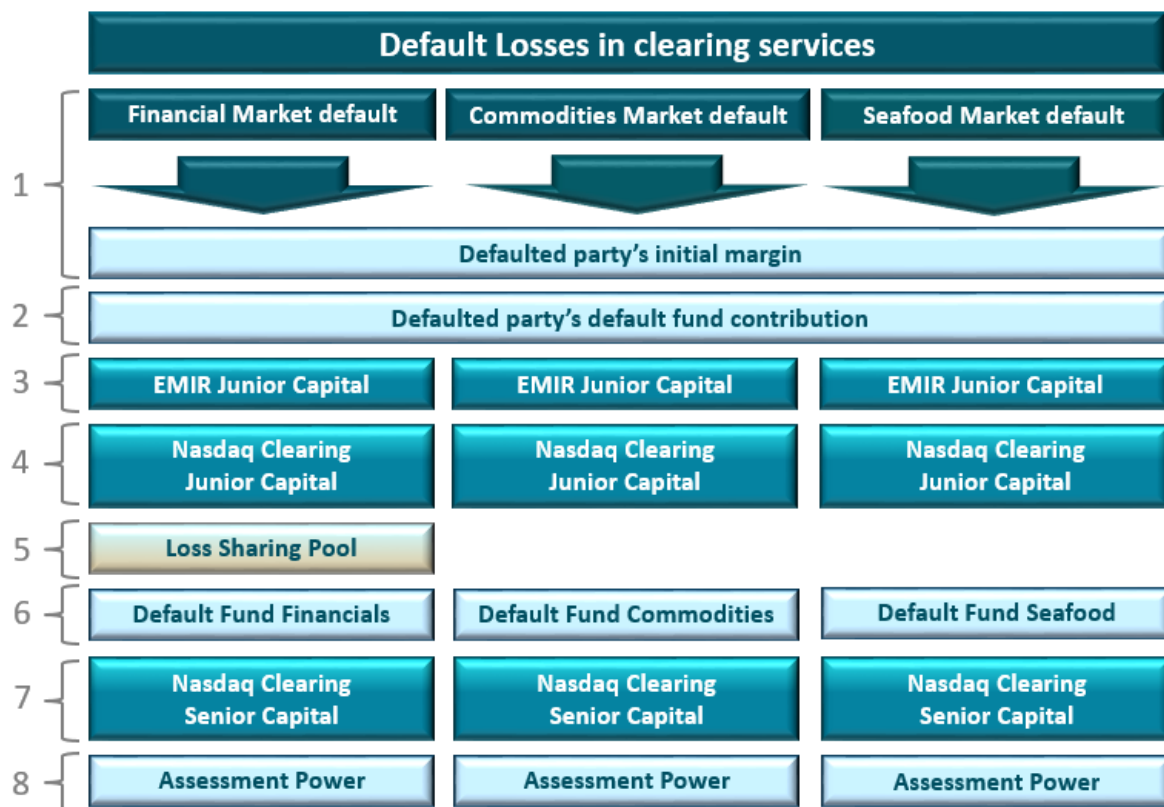 Default Losses in clearing services
1
Financial Market default
Commodities Market default
Seafood Market default
Defaulted party's initial margin
2
Defaulted party's default fund contribution
3
EMIR Junior Capital
EMIR Junior Capital
EMIR Junior Capital
4
Nasdaq Clearing
Junior Capital
Nasdaq Clearing
Junior Capital
Nasdaq Clearing
Junior Capital
5
Loss Sharing Pool
6
Default Fund Financials
Default Fund Commodities
Default Fund Seafood
7
Nasdaq Clearing
Senior Capital
Nasdaq Clearing
Senior Capital
Nasdaq Clearing
Senior Capital
8
Assessment Power
Assessment Power
Assessment Power